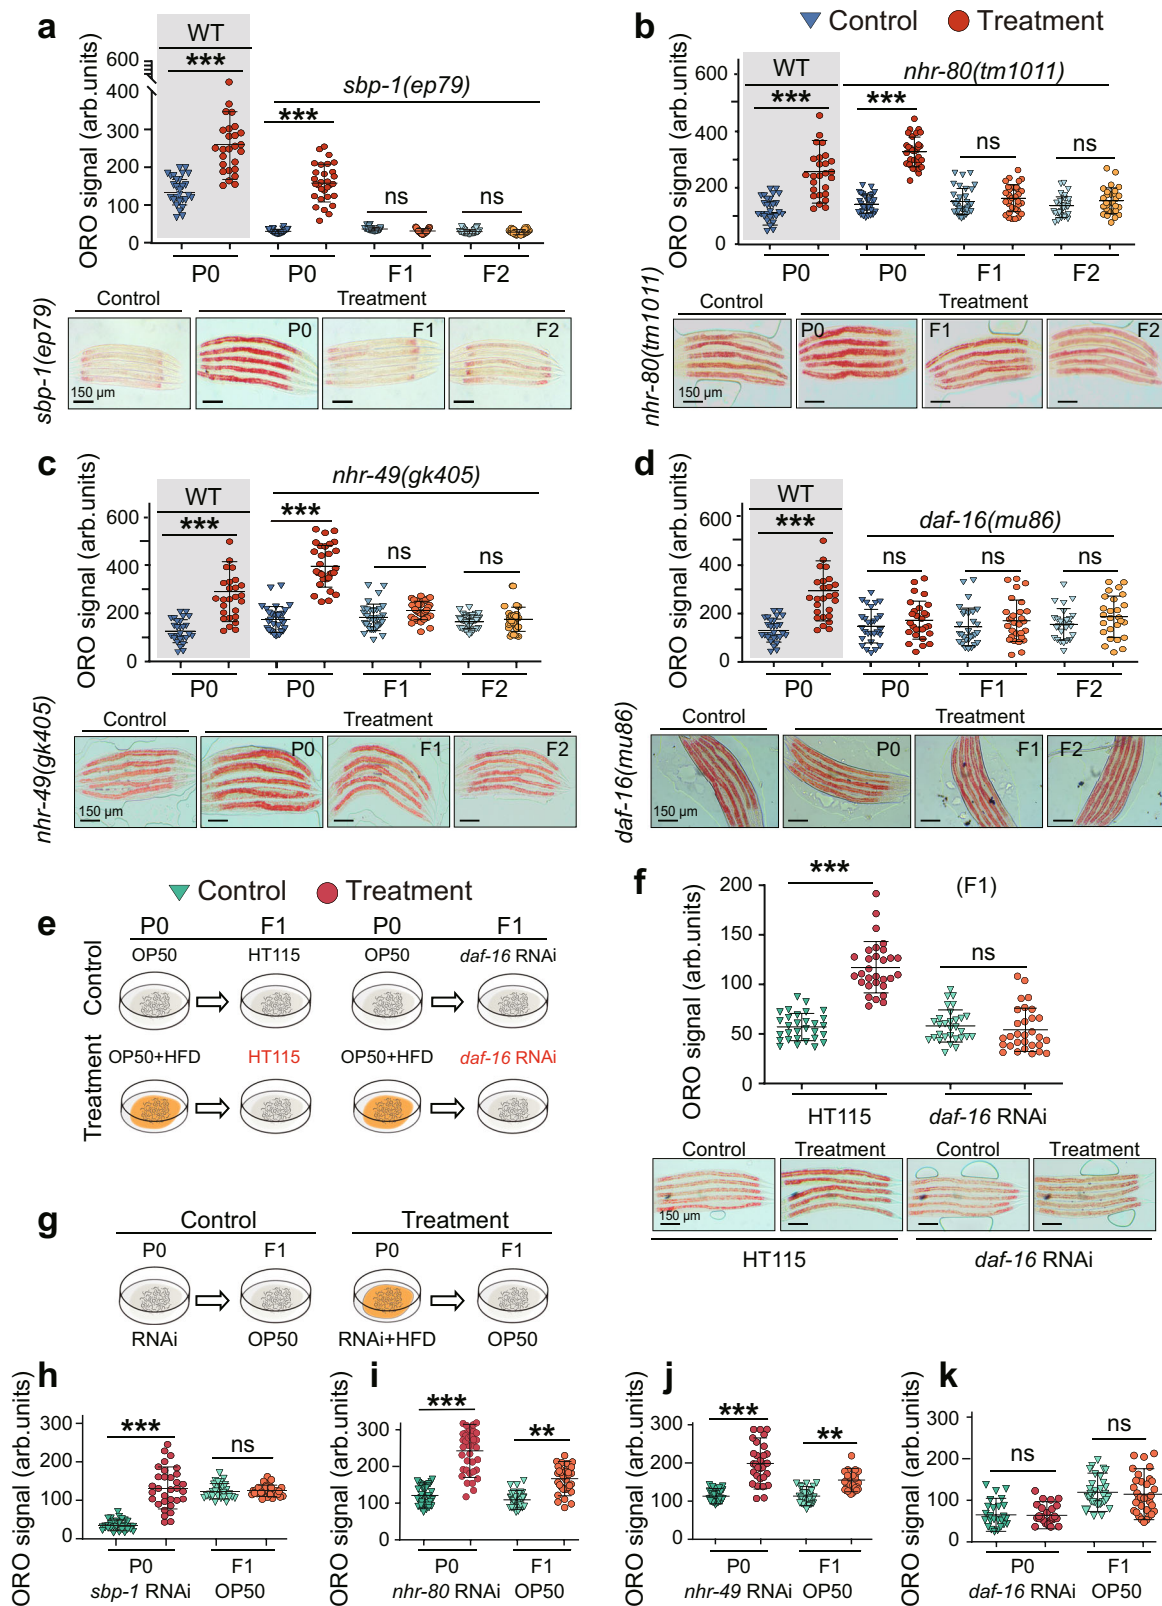 a
WT
***
sbp-1(ep79)
***
ns
ns
ORO signal (arb.units)
600
400
300
200
100
0
P0
P0
F1
F2
Control
Treatment
sbp-1(ep79)
150 µm
P0
F1
F2
b
Control
Treatment
WT
***
nhr-80(tm1011)
***
ns
ns
ORO signal (arb.units)
600
400
200
0
P0
P0
F1
F2
Control
Treatment
nhr-80(tm1011)
150 µm
P0
F1
F2
c
nhr-49(gk405)
WT
***
***
ns
ns
ORO signal (arb.units)
600
400
200
0
P0
P0
F1
F2
Control
Treatment
nhr-49(gk405)
150 µm
P0
F1
F2
d
WT
***
daf-16(mu86)
ns
ns
ns
ORO signal (arb.units)
600
400
200
0
P0
P0
F1
F2
Control
Treatment
daf-16(mu86)
150 µm
P0
F1
F2
Control
Treatment
e
P0
F1
P0
F1
Control
OP50
HT115
OP50
daf-16 RNAi
Treatment
OP50+HFD
HT115
OP50+HFD
daf-16 RNAi
f
***
(F1)
ns
ORO signal (arb.units)
200
150
100
50
0
HT115
daf-16 RNAi
Control
Treatment
Control
Treatment
150 µm
HT115
daf-16 RNAi
g
Control
Treatment
P0
F1
P0
F1
RNAi
OP50
RNAi+HFD
OP50
h
ORO signal (arb.units)
300
200
100
0
***
ns
P0
F1
sbp-1 RNAi
OP50
i
ORO signal (arb.units)
300
200
100
0
***
**
P0
F1
nhr-80 RNAi
OP50
j
ORO signal (arb.units)
300
200
100
0
***
**
P0
F1
nhr-49 RNAi
OP50
k
ORO signal (arb.units)
300
200
100
0
ns
ns
P0
F1
daf-16 RNAi
OP50